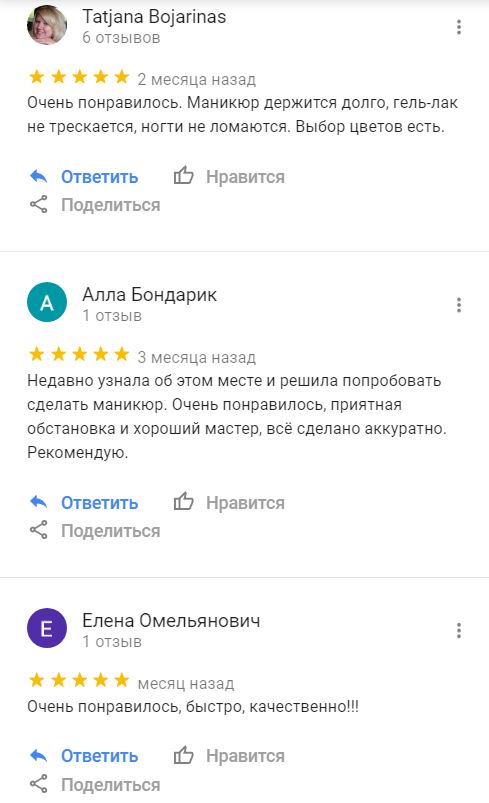 Tatjana Bojarinas
6 отзывов
2 месяца назад
Очень понравилось. Маникюр держится долго, гель-лак
не трескается, ногти не ломаются. Выбор цветов есть.
Ответить Нравится
Поделиться
А
Алла Бондарик
1 отзыв
3 месяца назад
Недавно узнала об этом месте и решила попробовать
сделать маникюр. Очень понравилось, приятная
обстановка и хороший мастер, всё сделано аккуратно.
Рекомендую.
Ответить Нравится
Поделиться
Е
Елена Омельянович
1 отзыв
месяц назад
Очень понравилось, быстро, качественно!!!
Ответить Нравится
Поделиться